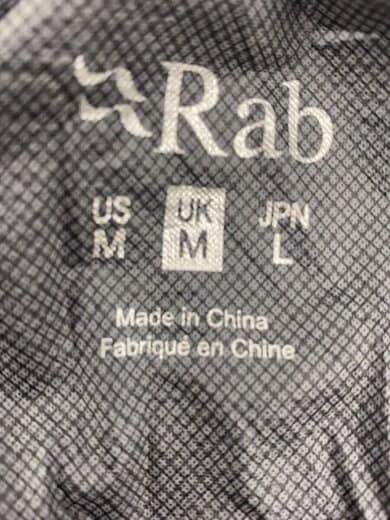 Rab
US UK JPN
M M L
Made in China
Fabriqué en Chine